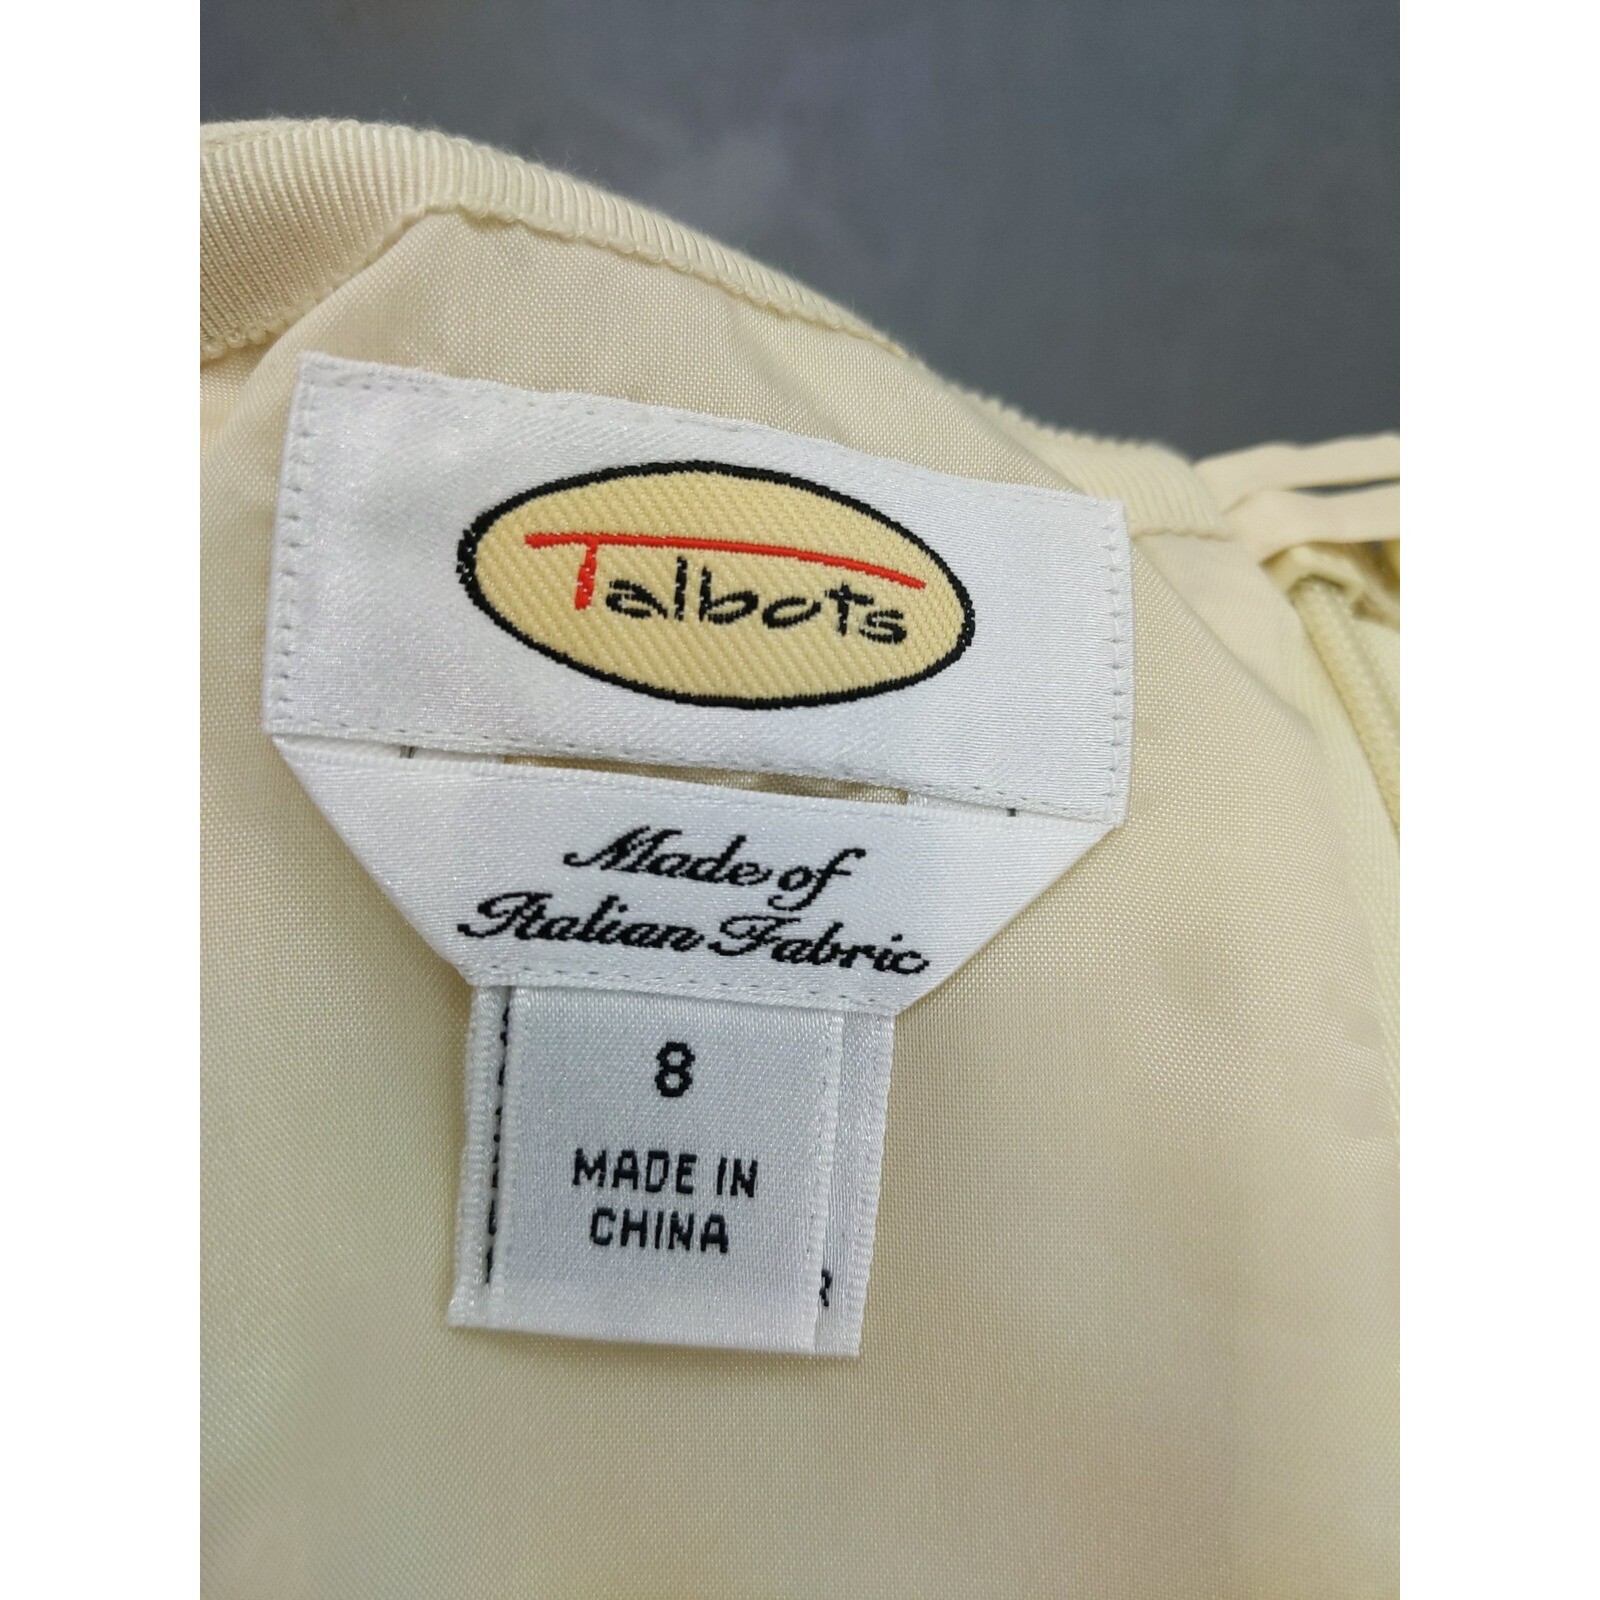 Talbots
Made of
Italian Fabric
8
MADE IN
CHINA